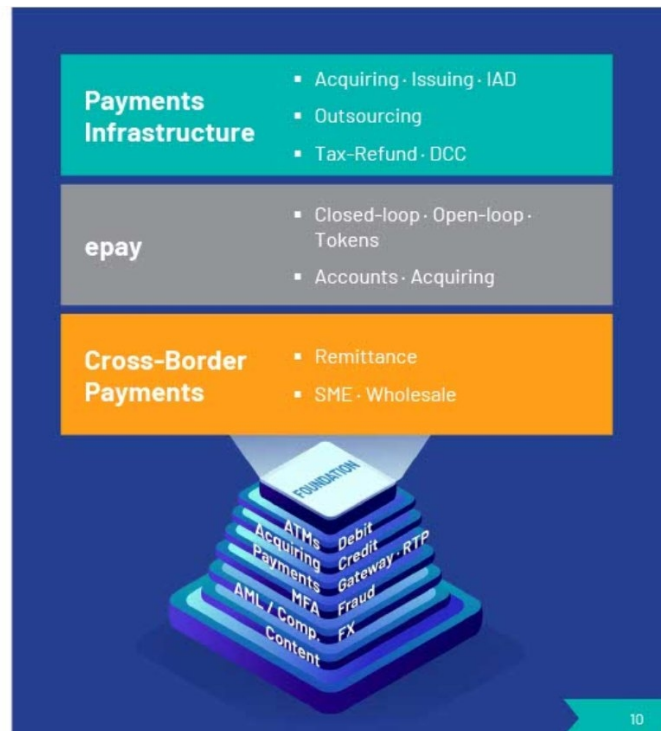 Payments
Infrastructure
▪ Acquiring · Issuing · IAD
▪ Outsourcing
▪ Tax-Refund · DCC
epay
▪ Closed-loop · Open-loop ·
Tokens
▪ Accounts · Acquiring
Cross-Border
Payments
▪ Remittance
▪ SME · Wholesale
FOUNDATION
ATMs
Debit
Acquiring
Credit
Payments
Gateway · RTP
MFA
Fraud
AML / Comp.
FX
Content
10